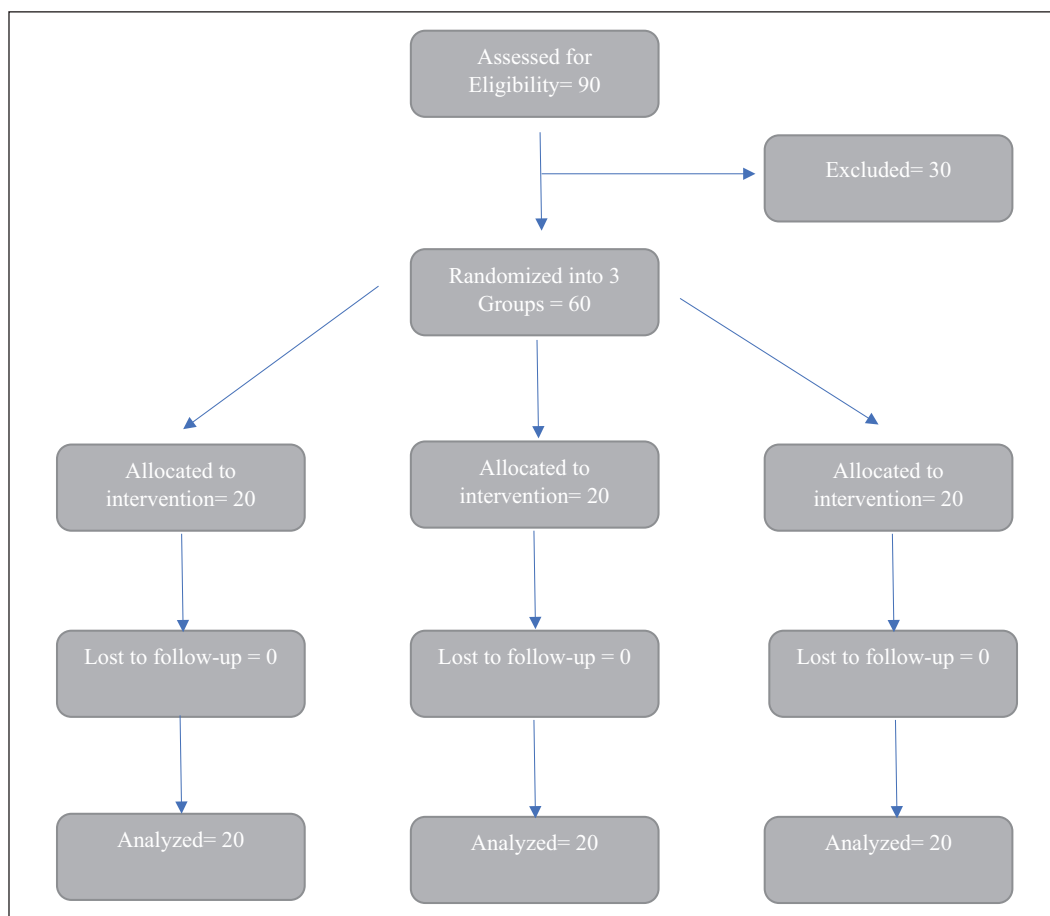 Assessed for
Eligibility= 90
Excluded= 30
Randomized into 3
Groups = 60
Allocated to
intervention= 20
Allocated to
intervention= 20
Allocated to
intervention= 20
Lost to follow-up = 0
Lost to follow-up = 0
Lost to follow-up = 0
Analyzed= 20
Analyzed= 20
Analyzed= 20